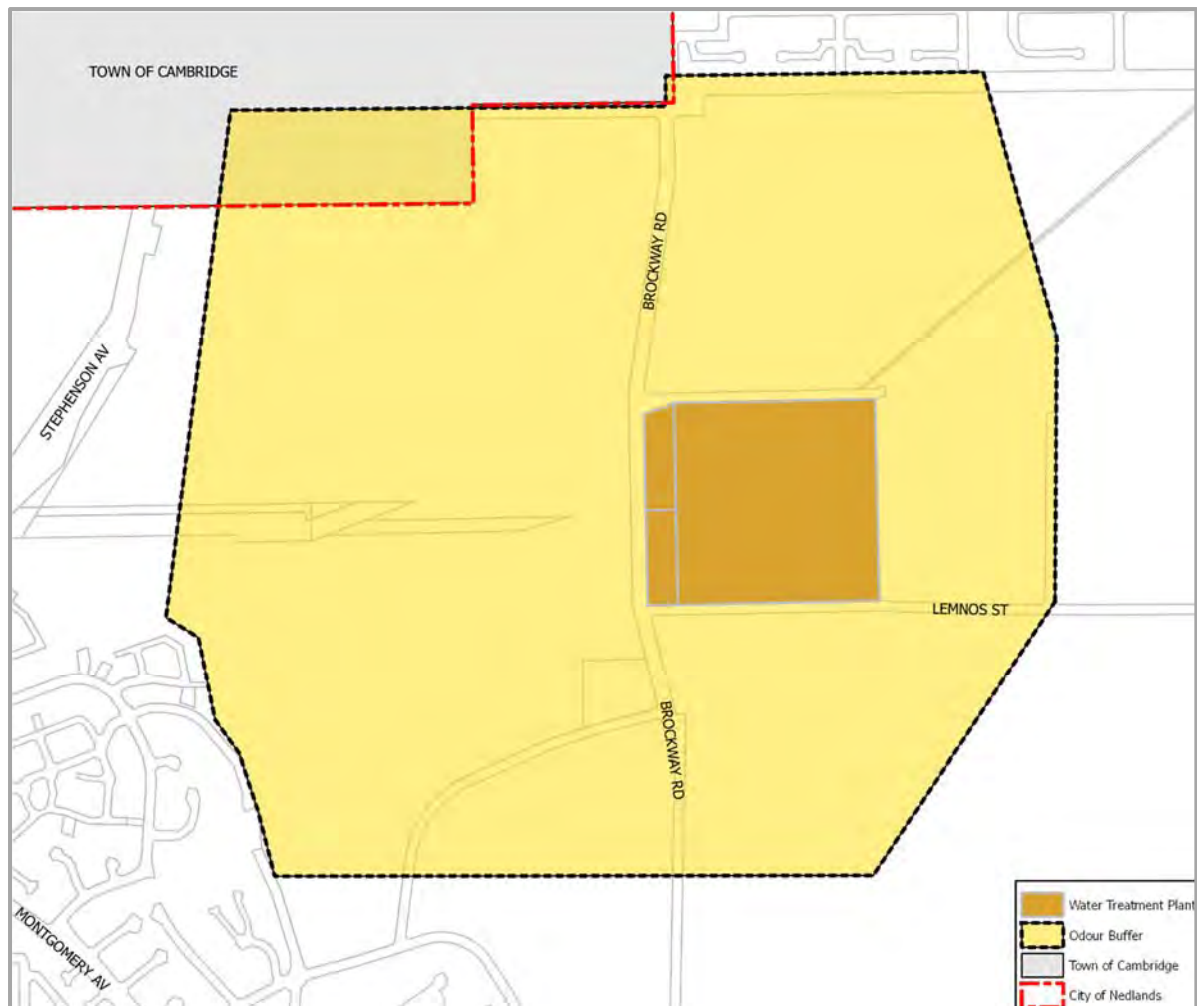 TOWN OF CAMBRIDGE
BROCKWAY RD
STEPHENSON AV
LEMNOS ST
BROCKWAY RD
MONTGOMERY AV
Water Treatment Plant
Odour Buffer
Town of Cambridge
City of Nedlands